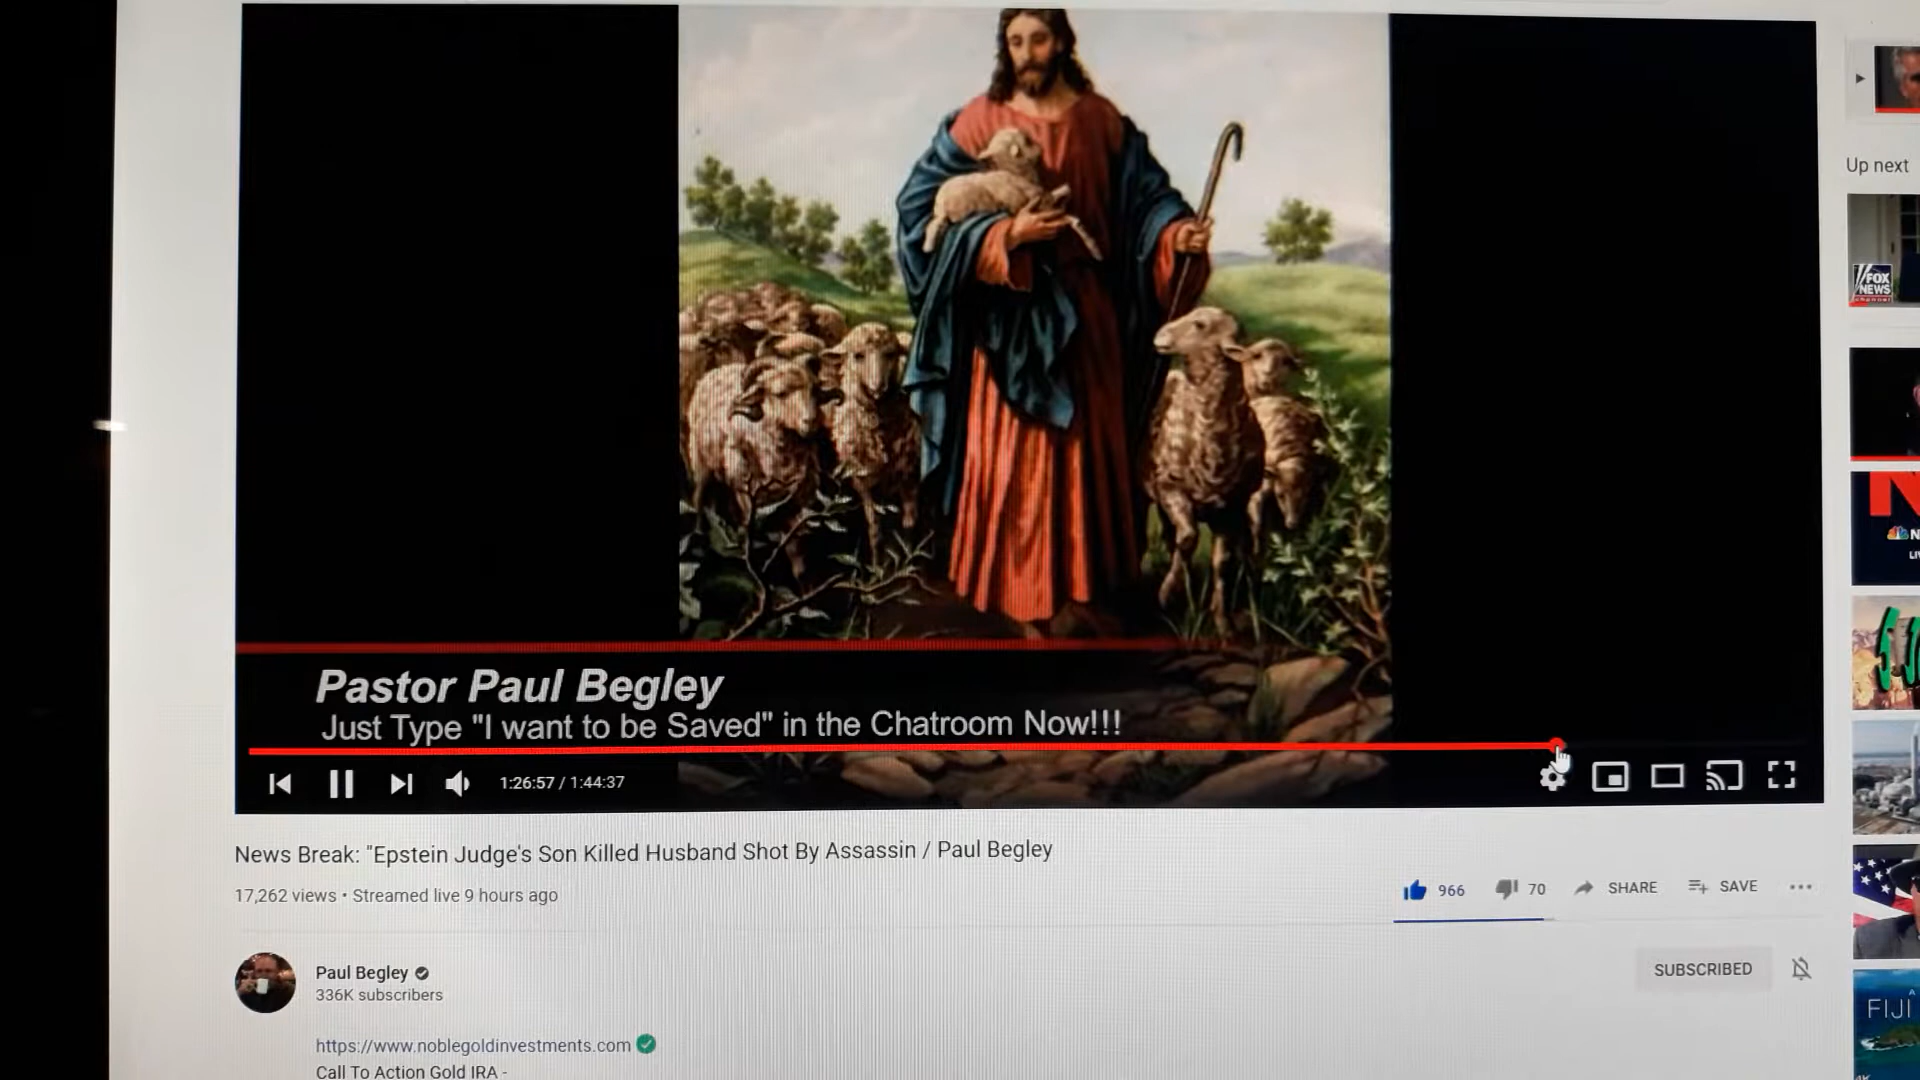 Up next
FOX
NEWS
channel
Pastor Paul Begley
Just Type "I want to be Saved" in the Chatroom Now!!!
1:26:57 / 1:44:37
News Break: "Epstein Judge's Son Killed Husband Shot By Assassin / Paul Begley
17,262 views • Streamed live 9 hours ago
966
70
SHARE
SAVE
Paul Begley
336K subscribers
SUBSCRIBED
https://www.noblegoldinvestments.com
Call To Action Gold IRA -
FIJI
4K